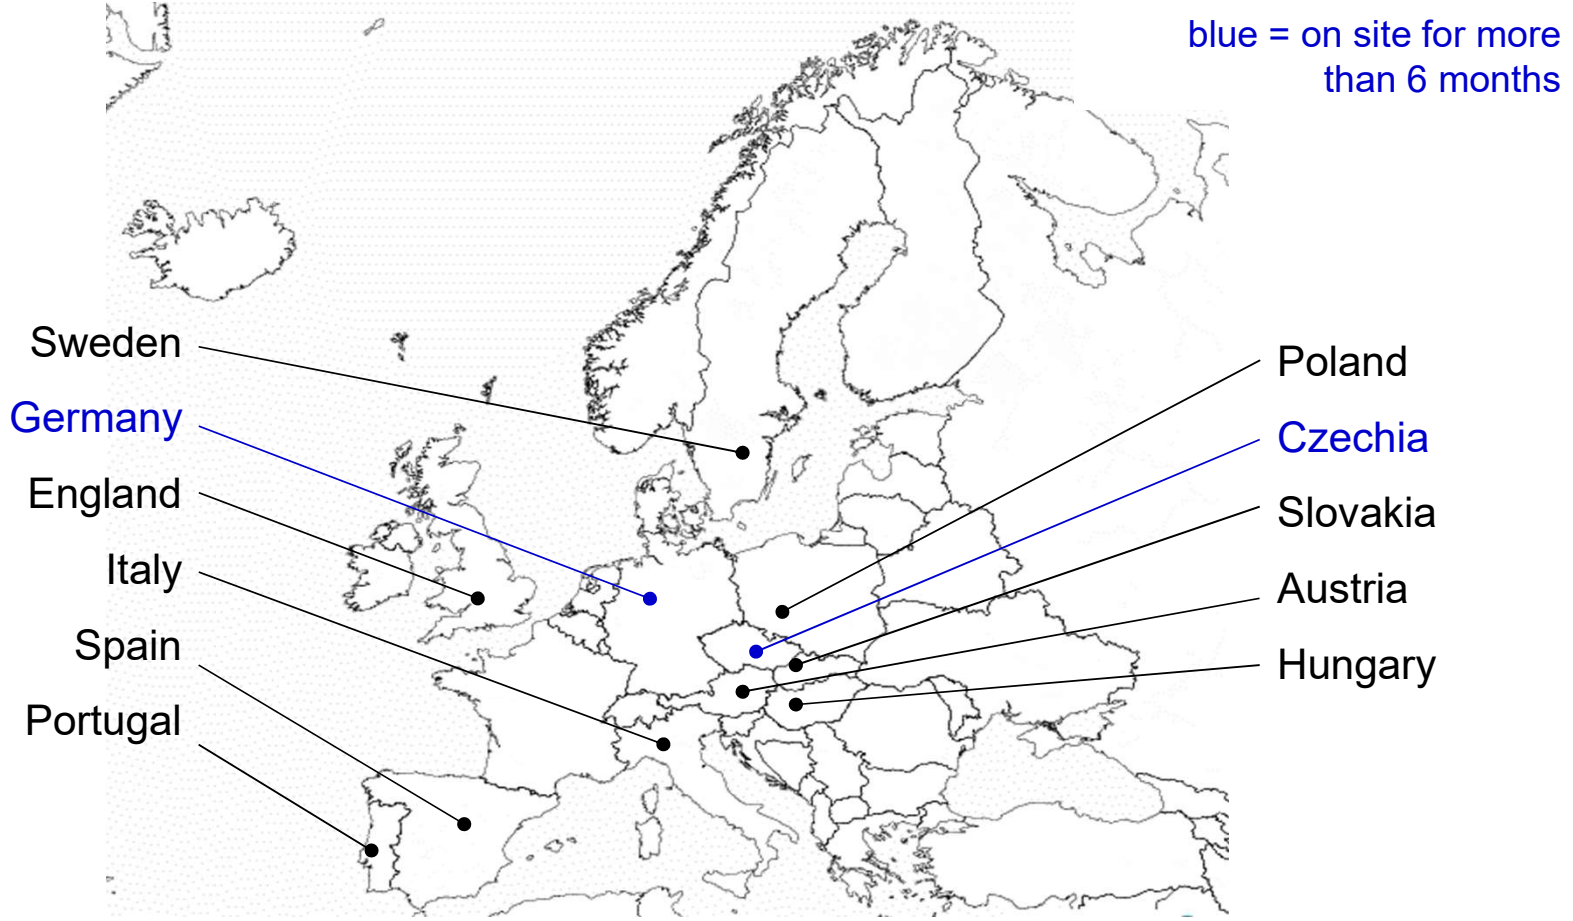 blue = on site for more
than 6 months
Sweden
Germany
England
Italy
Spain
Portugal
Poland
Czechia
Slovakia
Austria
Hungary